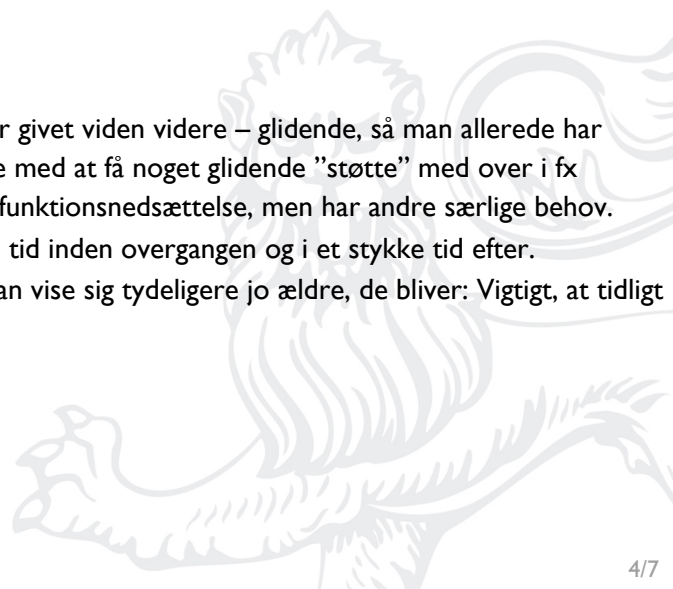 r givet viden videre – glidende, så man allerede har
e med at få noget glidende ”støtte” med over i fx
funktionsnedsættelse, men har andre særlige behov.
tid inden overgangen og i et stykke tid efter.
an vise sig tydeligere jo ældre, de bliver: Vigtigt, at tidligt
4/7